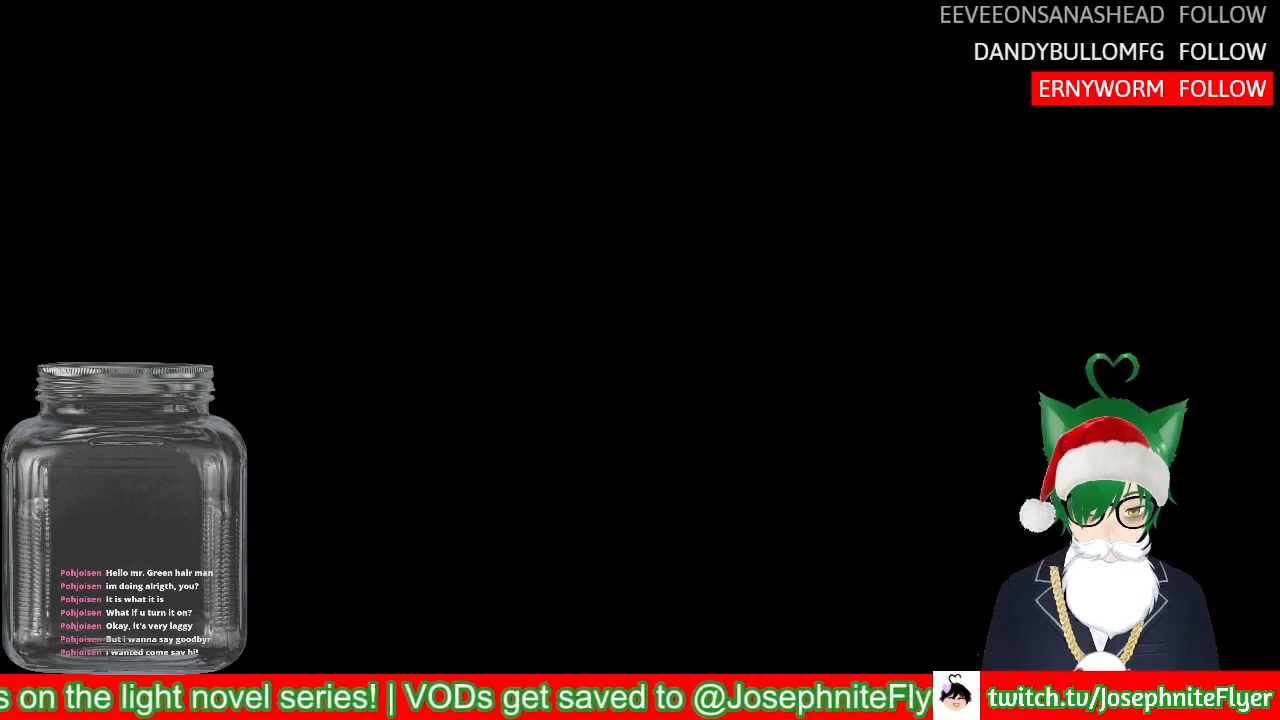 EEVEEONSANASHEAD FOLLOW
DANDYBULLOMFG FOLLOW
ERNYWORM FOLLOW
Pohjoisen Hello mr. Green hair man
Pohjoisen im doing alrigth, you?
Pohjoisen It is what it is
Pohjoisen What if u turn it on?
Pohjoisen Okay, it's very laggy
Pohjoisen But i wanna say goodbyr
Pohjoisen I wanted come say hi!
s on the light novel series! | VODs get saved to @JosephniteFly
twitch.tv/JosephniteFlyer